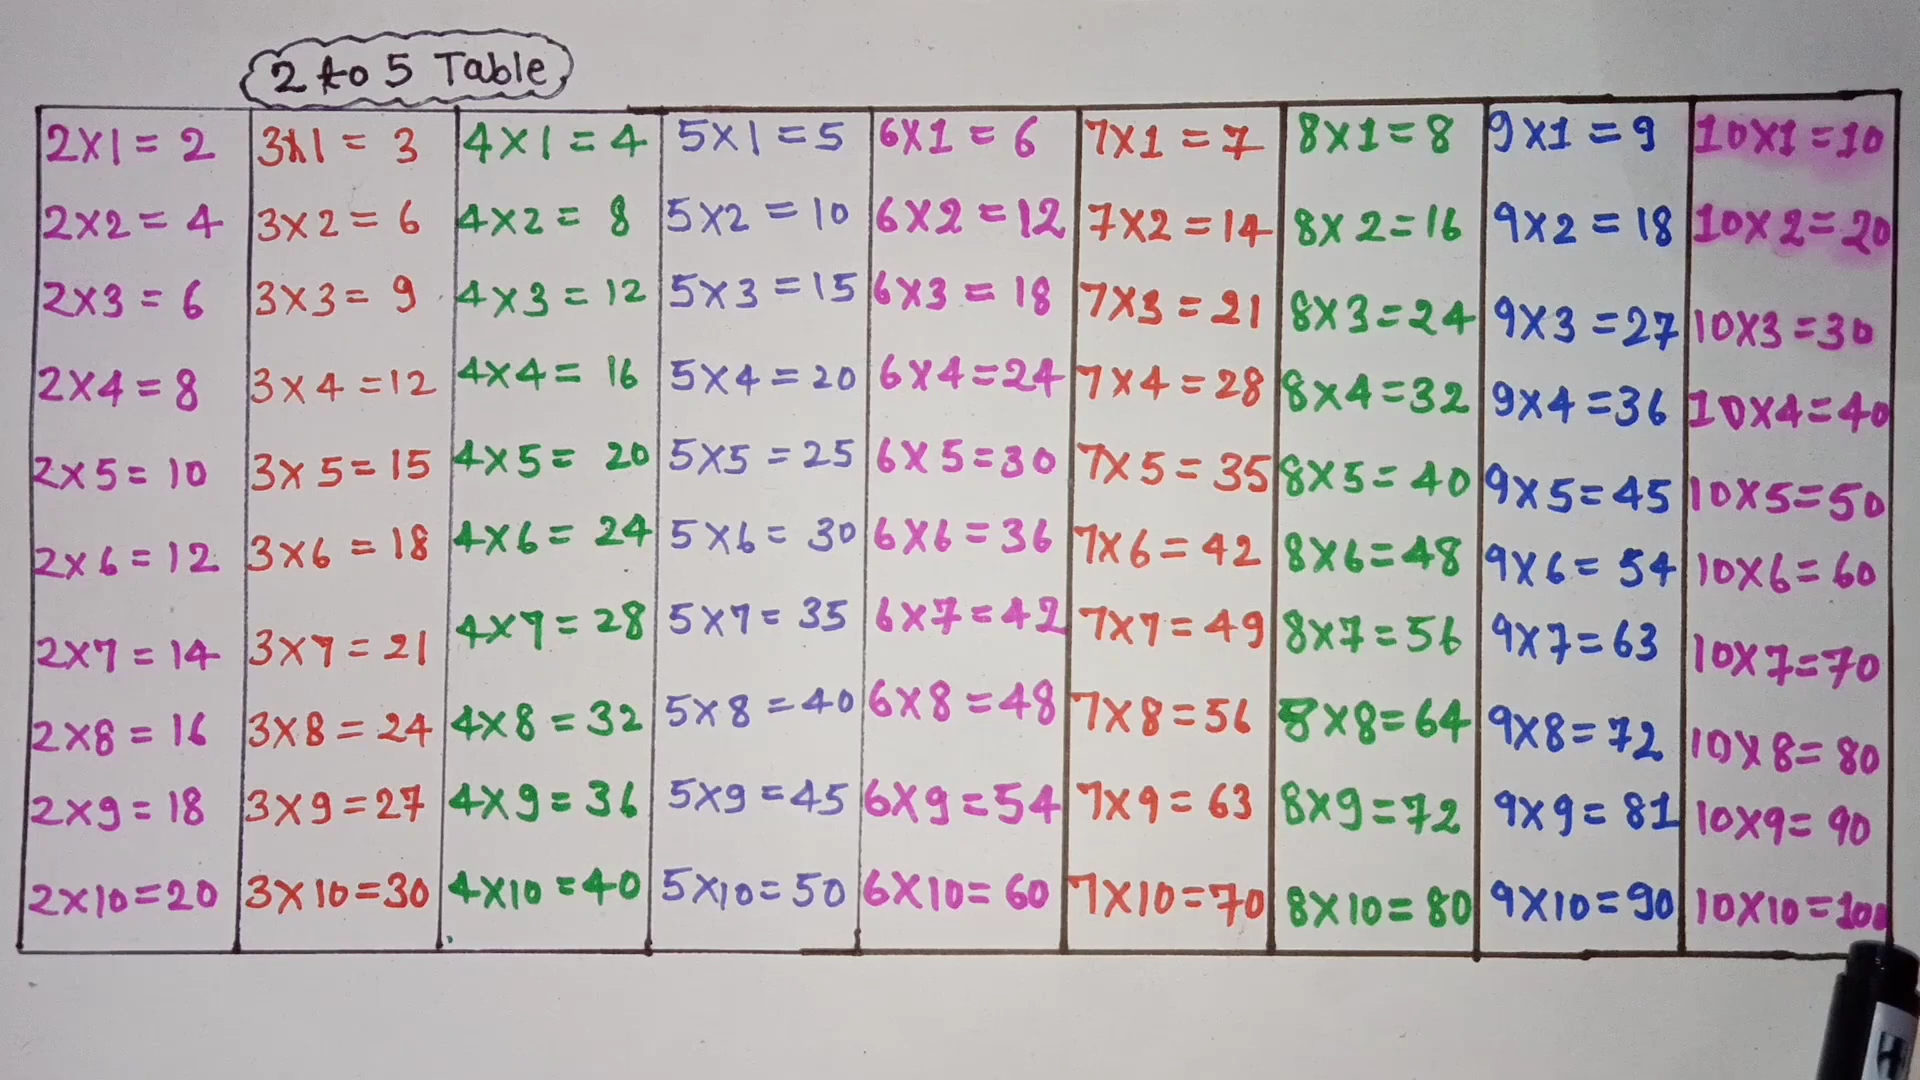 2 to 5 Table
2x1 = 2 3x1 = 3 4x1 = 4 5x1 = 5 6x1 = 6 7x1 = 7 8x1 = 8 9x1 = 9 10x1 = 10
2x2 = 4 3x2 = 6 4x2 = 8 5x2 = 10 6x2 = 12 7x2 = 14 8x2 = 16 9x2 = 18 10x2 = 20
2x3 = 6 3x3 = 9 4x3 = 12 5x3 = 15 6x3 = 18 7x3 = 21 8x3 = 24 9x3 = 27 10x3 = 30
2x4 = 8 3x4 = 12 4x4 = 16 5x4 = 20 6x4 = 24 7x4 = 28 8x4 = 32 9x4 = 36 10x4 = 40
2x5 = 10 3x5 = 15 4x5 = 20 5x5 = 25 6x5 = 30 7x5 = 35 8x5 = 40 9x5 = 45 10x5 = 50
2x6 = 12 3x6 = 18 4x6 = 24 5x6 = 30 6x6 = 36 7x6 = 42 8x6 = 48 9x6 = 54 10x6 = 60
2x7 = 14 3x7 = 21 4x7 = 28 5x7 = 35 6x7 = 42 7x7 = 49 8x7 = 56 9x7 = 63 10x7 = 70
2x8 = 16 3x8 = 24 4x8 = 32 5x8 = 40 6x8 = 48 7x8 = 56 8x8 = 64 9x8 = 72 10x8 = 80
2x9 = 18 3x9 = 27 4x9 = 36 5x9 = 45 6x9 = 54 7x9 = 63 8x9 = 72 9x9 = 81 10x9 = 90
2x10 = 20 3x10 = 30 4x10 = 40 5x10 = 50 6x10 = 60 7x10 = 70 8x10 = 80 9x10 = 90 10x10 = 100